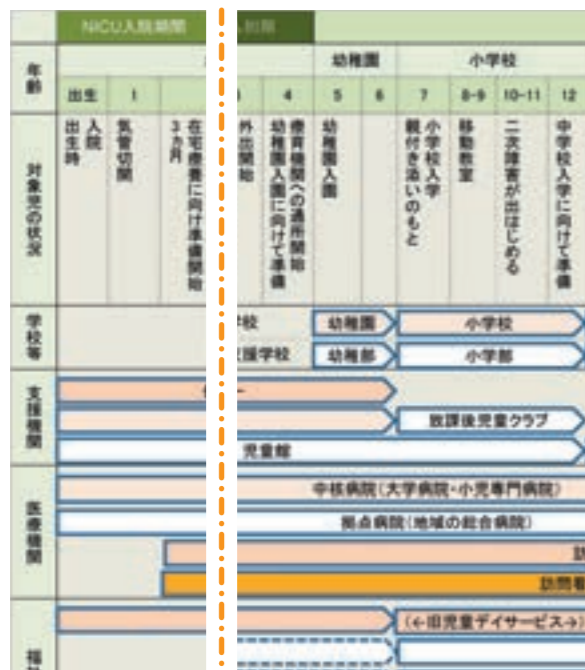 NICU入院期間
年齢
幼稚園
小学校
出生
1
4
5
6
7
8-9
10-11
12
対象児の状況
出生時
入院
気管切開
3ヵ月
在宅療養に向け準備開始
外出開始
療育機関への通所開始
幼稚園入園に向けて準備
幼稚園入園
小学校入学
親付き添いのもと
移動教室
二次障害が出はじめる
中学校入学に向けて準備
学校等
学校
幼稚園
小学校
支援学校
幼稚部
小学部
支援機関
ー
放課後児童クラブ
児童館
医療機関
中核病院(大学病院・小児専門病院)
拠点病院(地域の総合病院)
訪
訪問看
福祉
(←旧児童デイサービス→)